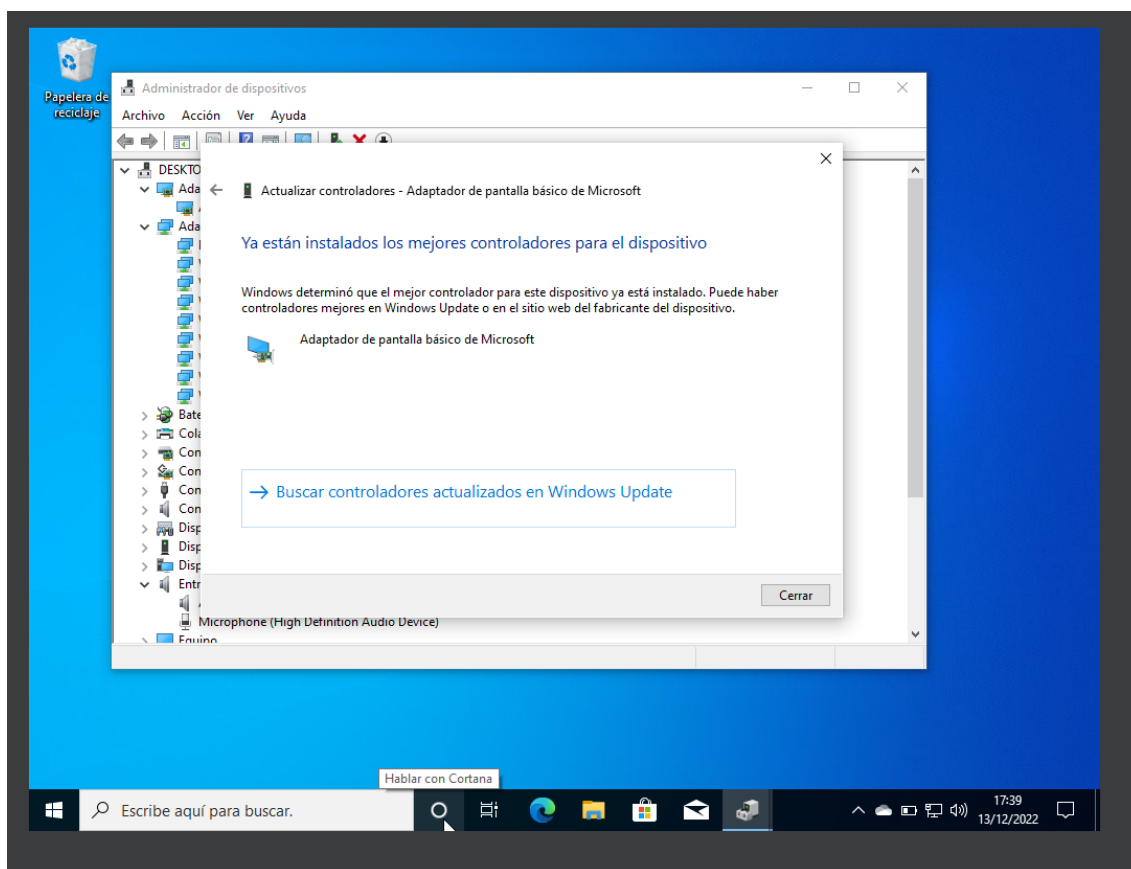 Papelera de
reciclaje
Administrador de dispositivos
Archivo Acción Ver Ayuda
DESKTO
Ada
Actualizar controladores - Adaptador de pantalla básico de Microsoft
Ada
Ya están instalados los mejores controladores para el dispositivo
Windows determinó que el mejor controlador para este dispositivo ya está instalado. Puede haber
controladores mejores en Windows Update o en el sitio web del fabricante del dispositivo.
Adaptador de pantalla básico de Microsoft
Bate
Cola
Con
Con
Con
Con
Disp
Disp
Disp
Entr
Buscar controladores actualizados en Windows Update
Cerrar
Microphone (High Definition Audio Device)
Equipo
Hablar con Cortana
Escribe aquí para buscar.
17:39
13/12/2022